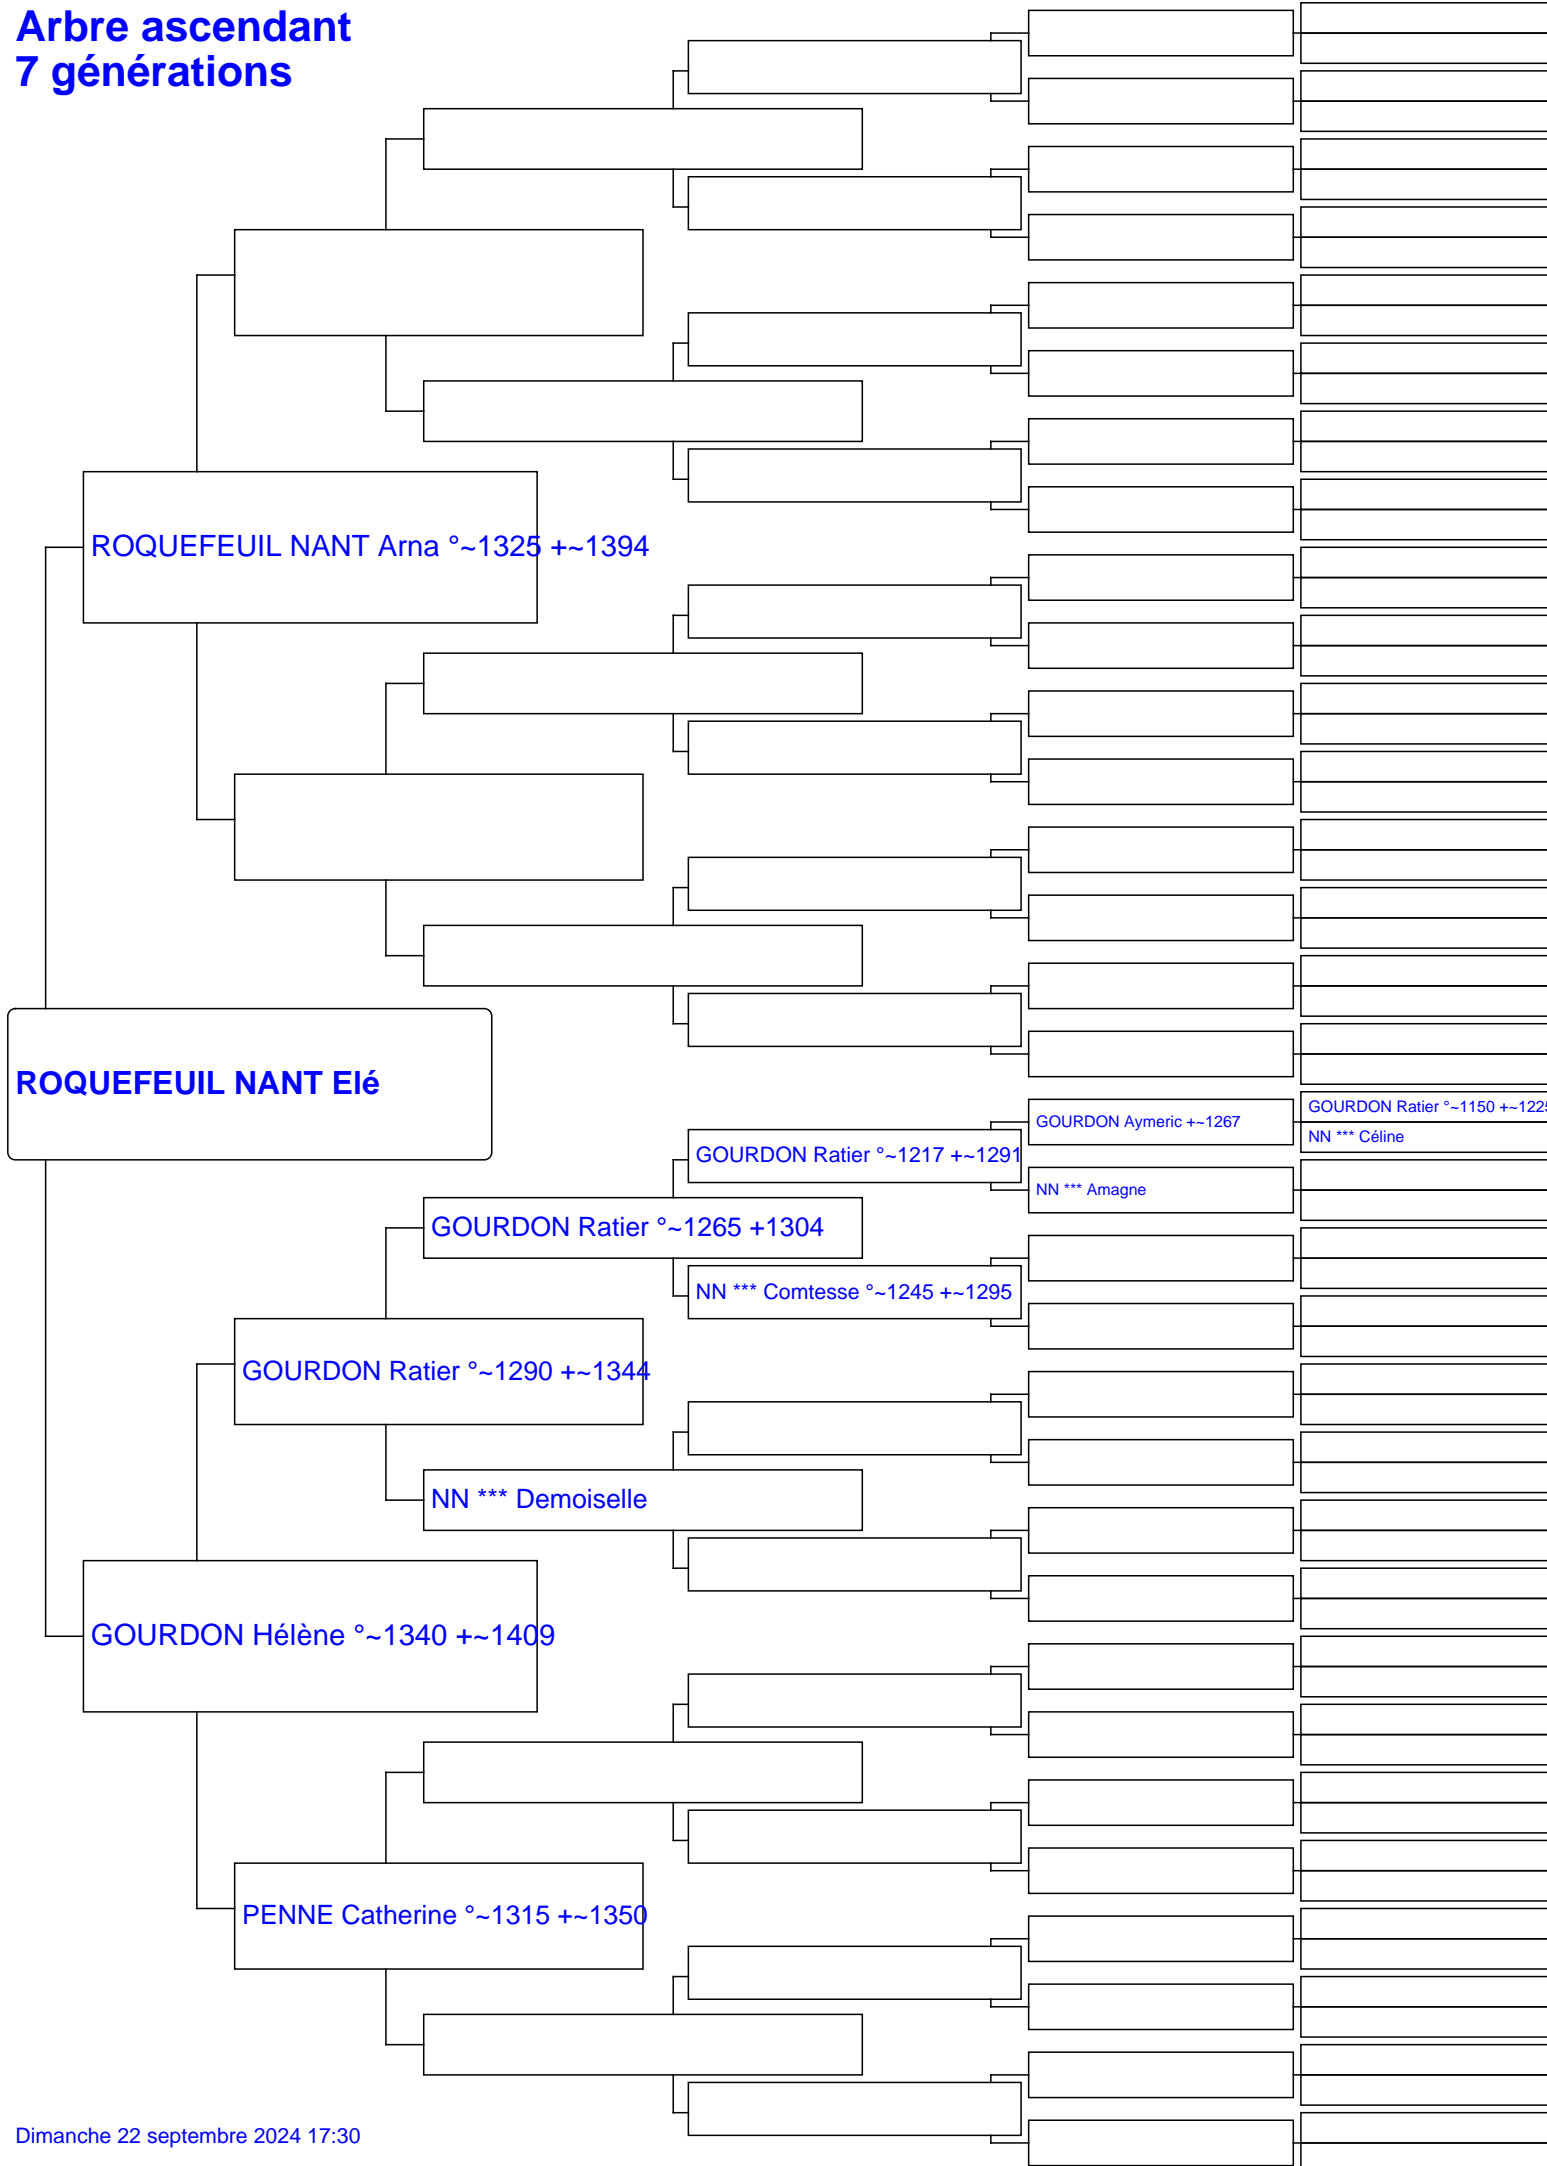 Arbre ascendant
7 générations
ROQUEFEUIL NANT Arna °~1325 +~1394
ROQUEFEUIL NANT Elé
GOURDON Aymeric +~1267
GOURDON Ratier °~1150 +~1225
NN *** Céline
GOURDON Ratier °~1217 +~1291
NN *** Amagne
GOURDON Ratier °~1265 +1304
NN *** Comtesse °~1245 +~1295
GOURDON Ratier °~1290 +~1344
NN *** Demoiselle
GOURDON Hélène °~1340 +~1409
PENNE Catherine °~1315 +~1350
Dimanche 22 septembre 2024 17:30